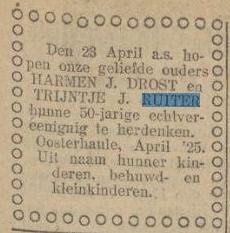 Den 23 April a.s. ho-
pen onze geliefde ouders
HARMEN J. DROST en
TRIJNTJE J. RUITER
hunne 50-jarige echtver-
eeniging te herdenken.
Oosterhaule, April '25.
Uit naam hunner kin-
deren, behuwd- en
kleinkinderen.